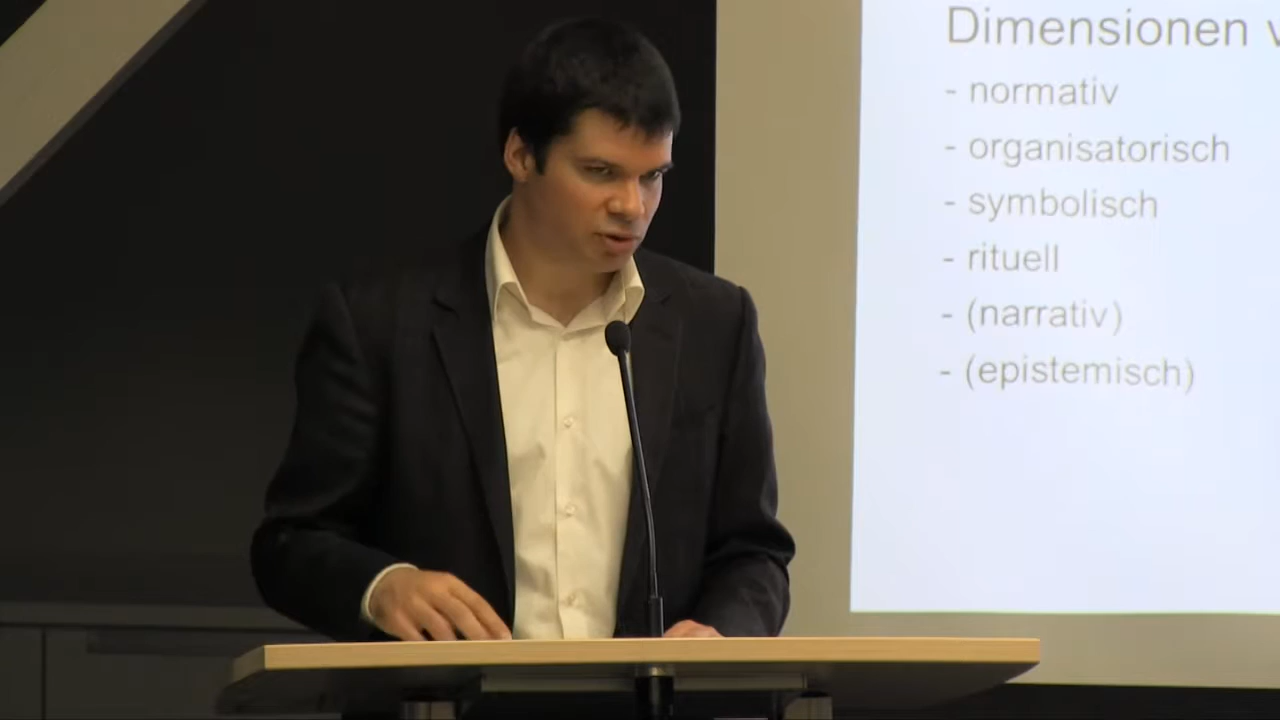 Dimensionen
- normativ
- organisatorisch
- symbolisch
- rituell
- (narrativ)
- (epistemisch)